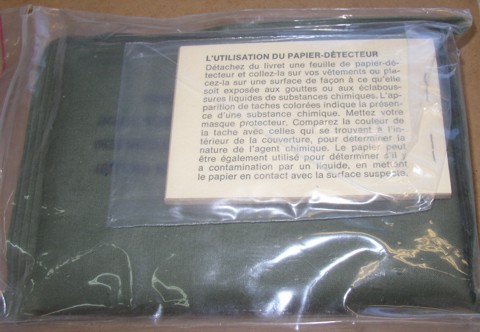 L'UTILISATION DU PAPIER-DÉTECTEUR
Détachez du livret une feuille de papier-dé-
tecteur et collez-la sur vos vêtements ou pla-
cez-la sur une surface de façon à ce qu'elle
soit exposée aux gouttes ou aux éclabous-
sures liquides de substances chimiques. L'ap-
parition de taches colorées indique la présen-
ce d'une substance chimique. Mettez votre
masque protecteur. Comparez la couleur de
la tache avec celles qui se trouvant à l'in-
térieur de la couverture, pour déterminer la
nature de l'agent chimique. Le papier peut
être également utilisé pour déterminer s'il y
a contamination par un liquide, en mettant
le papier en contact avec la surface suspecte.